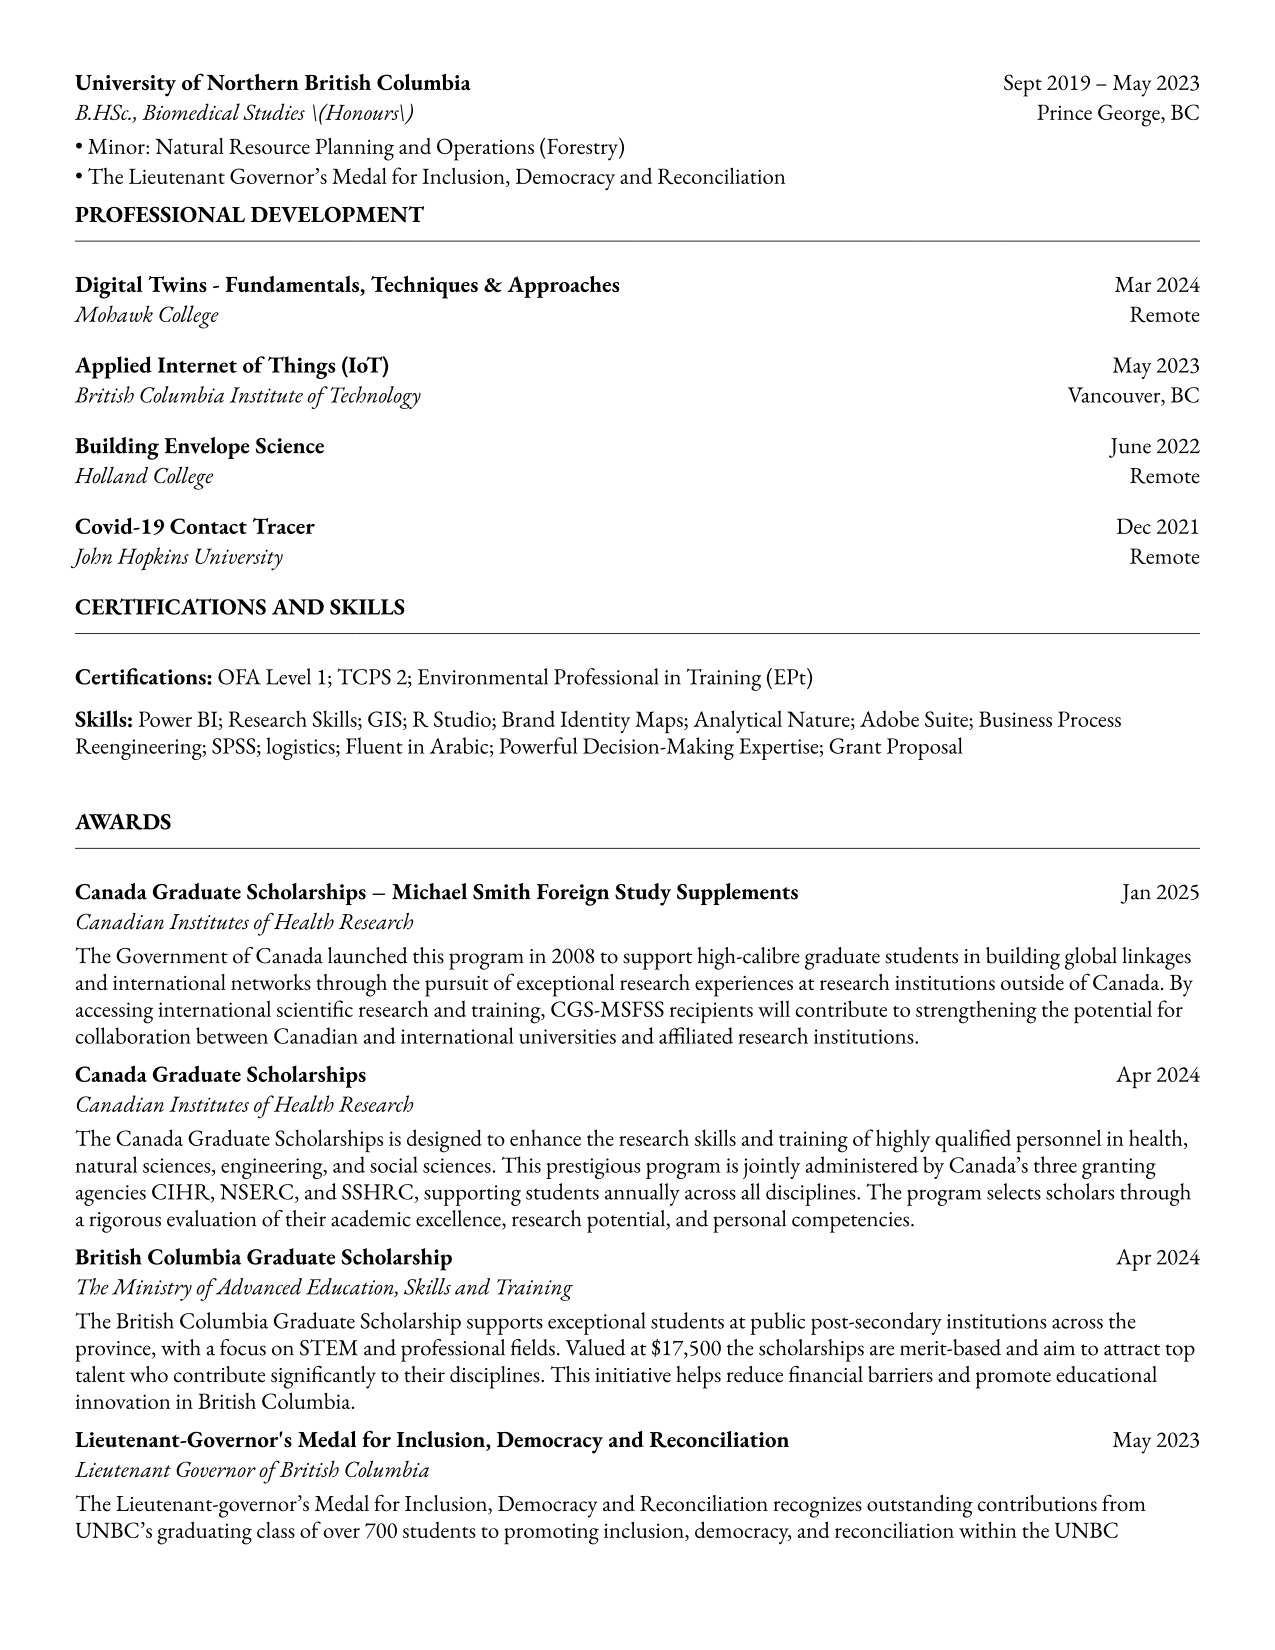 University of Northern British Columbia Sept 2019 – May 2023
B.HSc., Biomedical Studies \(Honours\) Prince George, BC
• Minor: Natural Resource Planning and Operations (Forestry)
• The Lieutenant Governor’s Medal for Inclusion, Democracy and Reconciliation
PROFESSIONAL DEVELOPMENT
Digital Twins - Fundamentals, Techniques & Approaches Mar 2024
Mohawk College Remote
Applied Internet of Things (IoT) May 2023
British Columbia Institute of Technology Vancouver, BC
Building Envelope Science June 2022
Holland College Remote
Covid-19 Contact Tracer Dec 2021
John Hopkins University Remote
CERTIFICATIONS AND SKILLS
Certifications: OFA Level 1; TCPS 2; Environmental Professional in Training (EPt)
Skills: Power BI; Research Skills; GIS; R Studio; Brand Identity Maps; Analytical Nature; Adobe Suite; Business Process
Reengineering; SPSS; logistics; Fluent in Arabic; Powerful Decision-Making Expertise; Grant Proposal
AWARDS
Canada Graduate Scholarships – Michael Smith Foreign Study Supplements Jan 2025
Canadian Institutes of Health Research
The Government of Canada launched this program in 2008 to support high-calibre graduate students in building global linkages
and international networks through the pursuit of exceptional research experiences at research institutions outside of Canada. By
accessing international scientific research and training, CGS-MSFSS recipients will contribute to strengthening the potential for
collaboration between Canadian and international universities and affiliated research institutions.
Canada Graduate Scholarships Apr 2024
Canadian Institutes of Health Research
The Canada Graduate Scholarships is designed to enhance the research skills and training of highly qualified personnel in health,
natural sciences, engineering, and social sciences. This prestigious program is jointly administered by Canada’s three granting
agencies CIHR, NSERC, and SSHRC, supporting students annually across all disciplines. The program selects scholars through
a rigorous evaluation of their academic excellence, research potential, and personal competencies.
British Columbia Graduate Scholarship Apr 2024
The Ministry of Advanced Education, Skills and Training
The British Columbia Graduate Scholarship supports exceptional students at public post-secondary institutions across the
province, with a focus on STEM and professional fields. Valued at $17,500 the scholarships are merit-based and aim to attract top
talent who contribute significantly to their disciplines. This initiative helps reduce financial barriers and promote educational
innovation in British Columbia.
Lieutenant-Governor's Medal for Inclusion, Democracy and Reconciliation May 2023
Lieutenant Governor of British Columbia
The Lieutenant-governor’s Medal for Inclusion, Democracy and Reconciliation recognizes outstanding contributions from
UNBC’s graduating class of over 700 students to promoting inclusion, democracy, and reconciliation within the UNBC